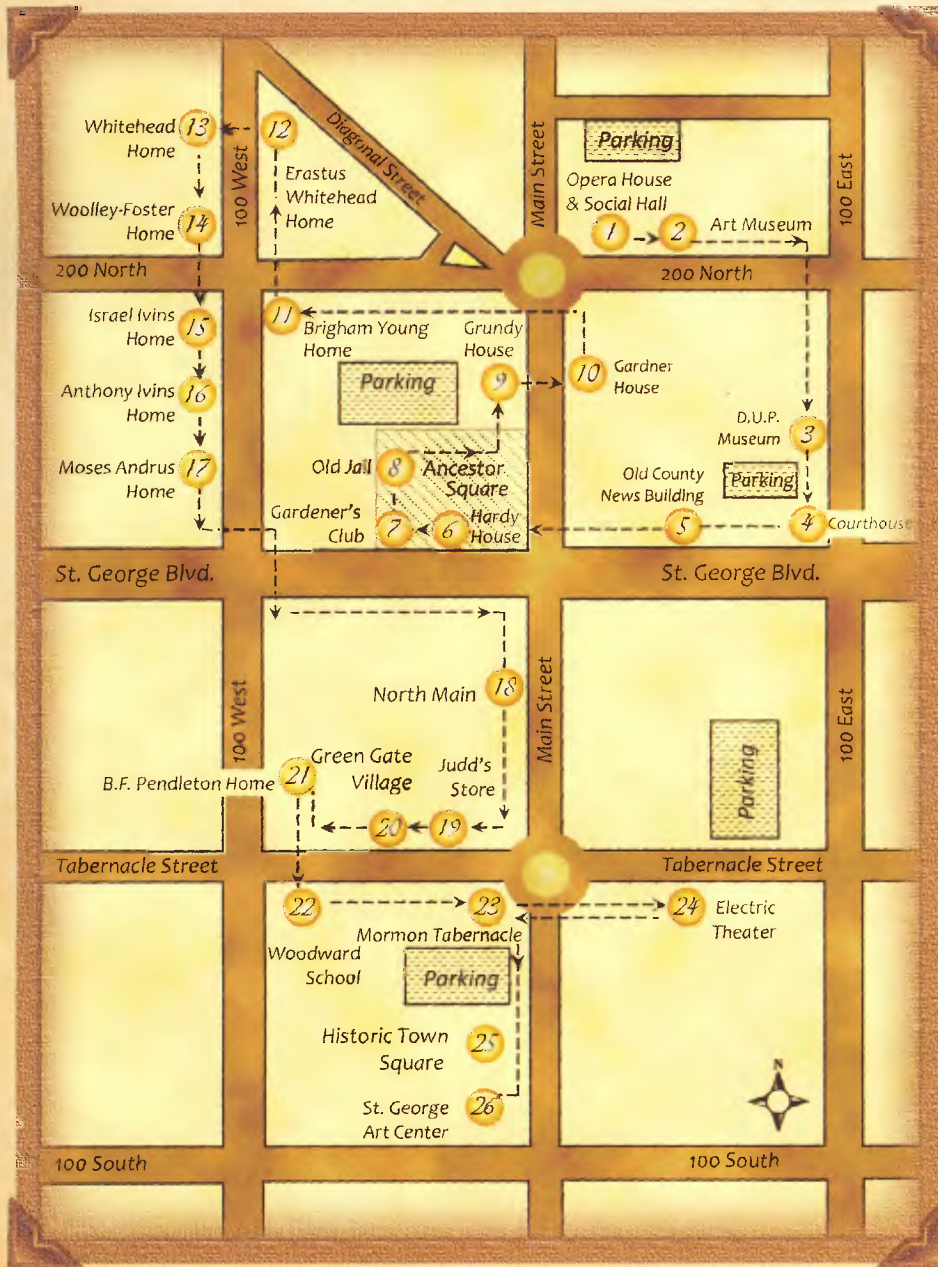 Whitehead
Home
13
12
Erastus
Whitehead
Home
100 West
Diagonal Street
Main Street
Parking
Opera House
& Social Hall
1
2
Art Museum
100 East
Woolley-Foster
Home
14
200 North
200 North
Israel Ivins
Home
15
11
Brigham Young
Home
Grundy
House
9
10
Gardner
House
Parking
Anthony Ivins
Home
16
D.U.P.
Museum
3
Moses Andrus
Home
17
Old Jail
8
Ancestor
Square
Old County
News Building
Parking
Gardener's
Club
7
6
Hardy
House
5
4
Courthouse
St. George Blvd.
St. George Blvd.
100 West
North Main
18
Main Street
100 East
B.F. Pendleton Home
21
Green Gate
Village
20
Judd's
Store
19
Parking
Tabernacle Street
Tabernacle Street
22
Woodward
School
23
Mormon Tabernacle
24
Electric
Theater
Parking
Historic Town
Square
25
St. George
Art Center
26
N
100 South
100 South